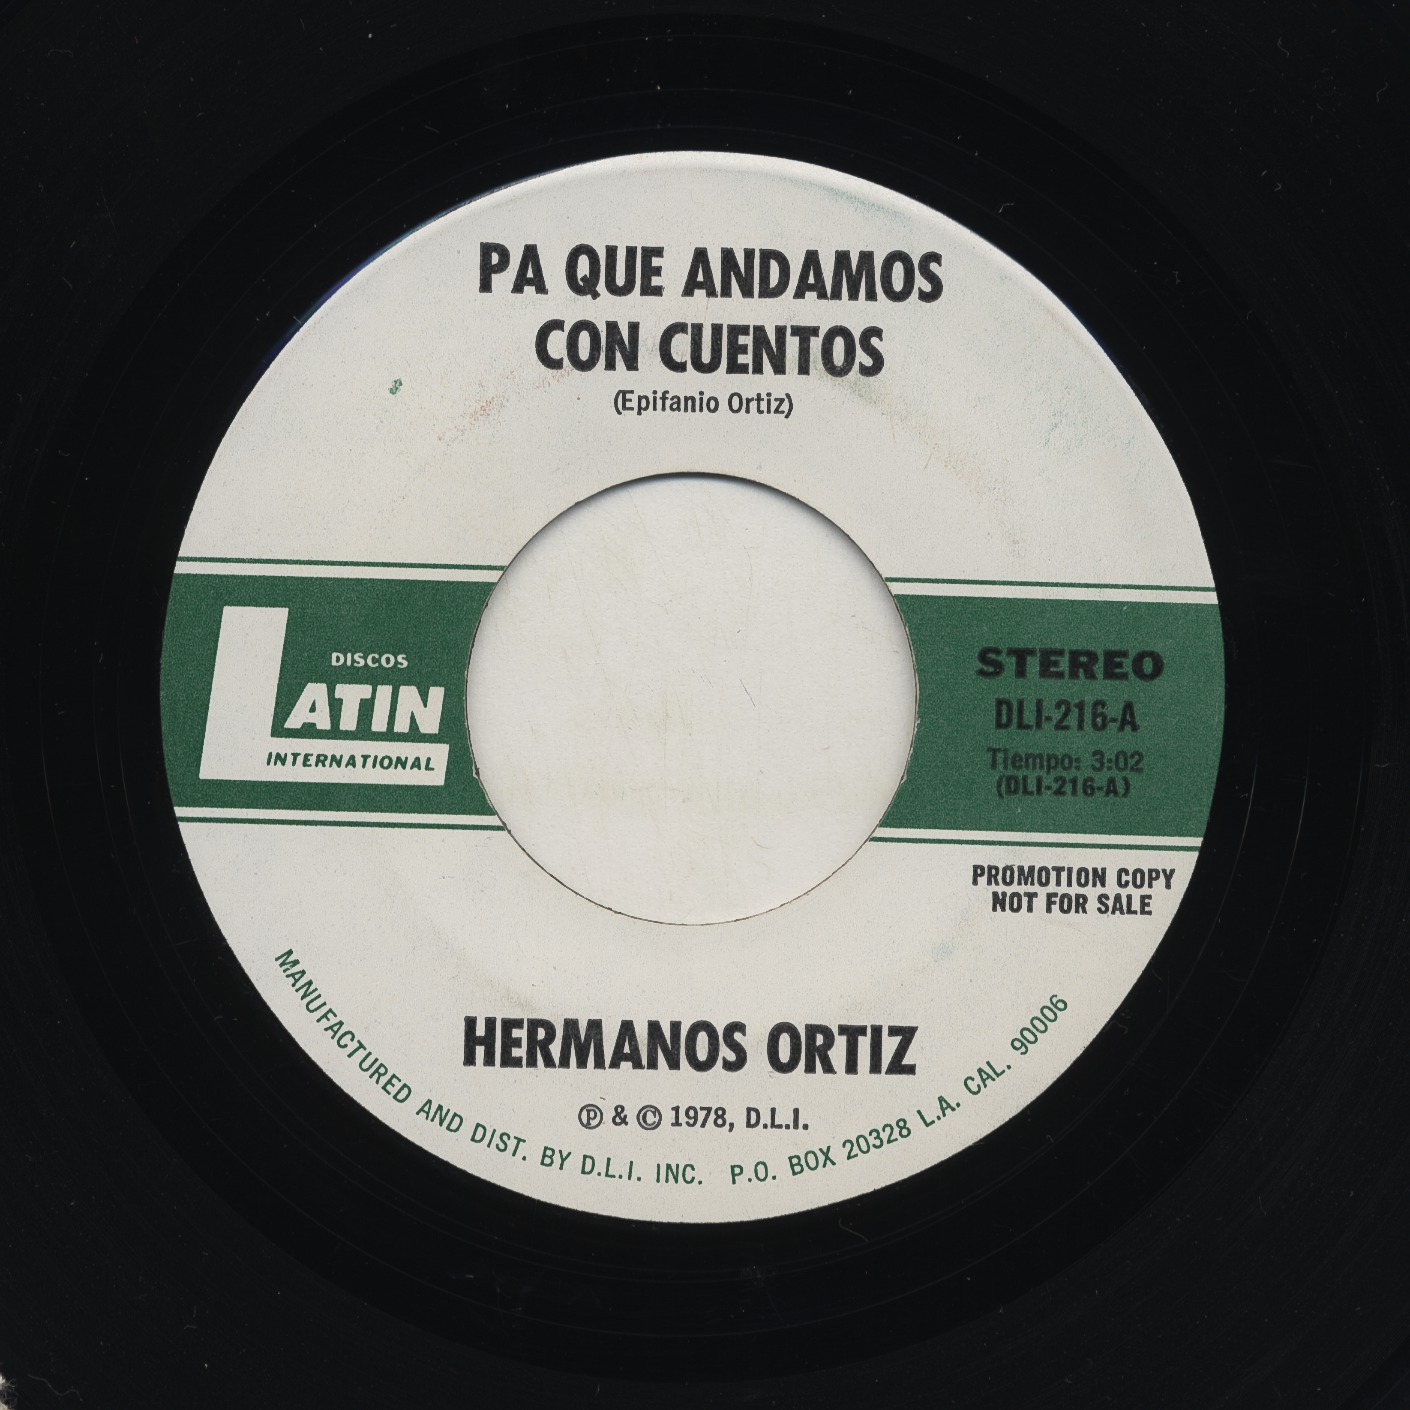 PA QUE ANDAMOS
CON CUENTOS
(Epifanio Ortiz)
DISCOS
LATIN
INTERNATIONAL
STEREO
DLI-216-A
Tiempo: 3:02
(DLI-216-A)
PROMOTION COPY
NOT FOR SALE
HERMANOS ORTIZ
Ⓟ & © 1978, D.L.I.
MANUFACTURED AND DIST. BY D.L.I. INC. P.O. BOX 20328 L.A. CAL. 90006